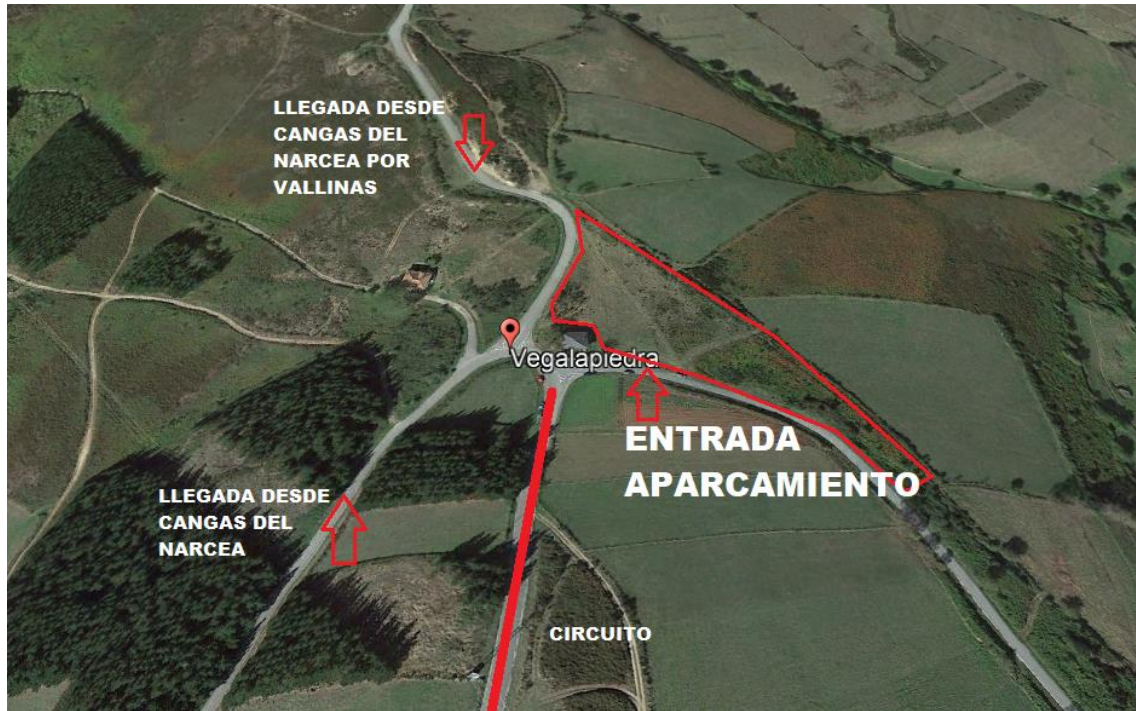 LLEGADA DESDE
CANGAS DEL
NARCEA POR
VALLINAS
Vegalapiedra
ENTRADA
APARCAMIENTO
LLEGADA DESDE
CANGAS DEL
NARCEA
CIRCUITO